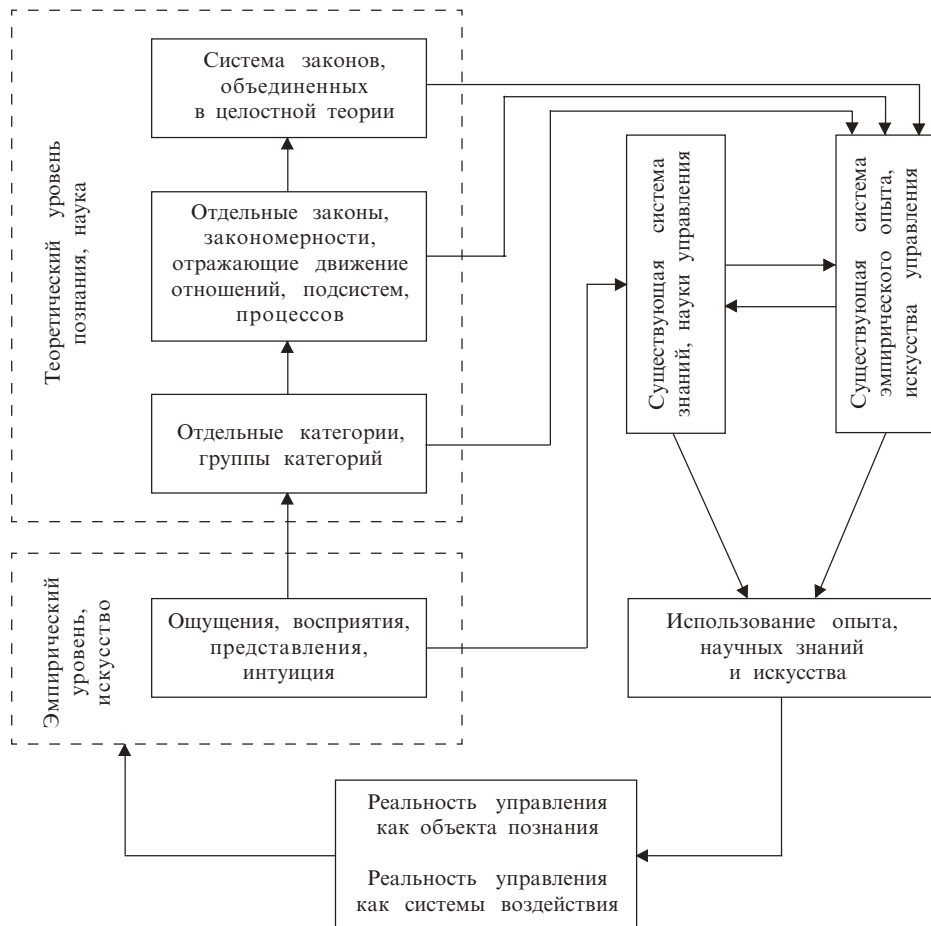 Теоретический уровень
познания, наука
Система законов,
объединенных
в целостной теории
Отдельные законы,
закономерности,
отражающие движение
отношений, подсистем,
процессов
Отдельные категории,
группы категорий
Существующая система
знаний, науки управления
Существующая система
эмпирического опыта,
искусства управления
Эмпирический
уровень,
искусство
Ощущения, восприятия,
представления,
интуиция
Использование опыта,
научных знаний
и искусства
Реальность управления
как объекта познания
Реальность управления
как системы воздействия